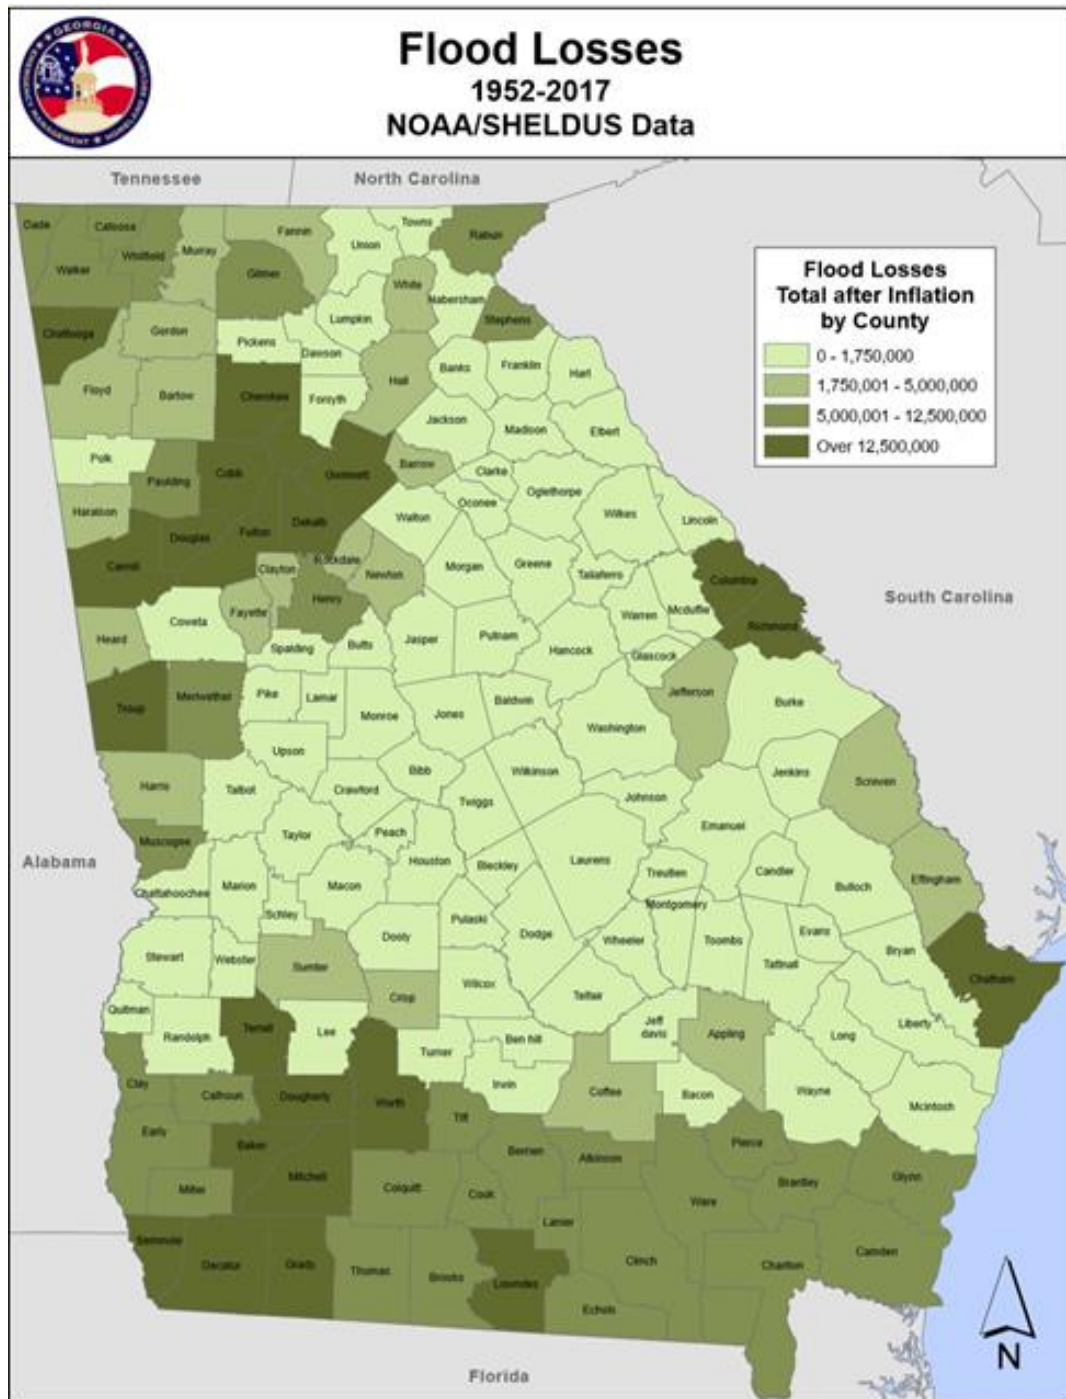 GEORGIA
Flood Losses
1952-2017
NOAA/SHELDUS Data
Tennessee
North Carolina
Flood Losses
Total after Inflation
by County
0 - 1,750,000
1,750,001 - 5,000,000
5,000,001 - 12,500,000
Over 12,500,000
Dade
Catoosa
Whitfield
Walker
Murray
Fannin
Gilmer
Union
Towns
Rabun
White
Habersham
Stephens
Lumpkin
Chattooga
Gordon
Pickens
Dawson
Floyd
Bartow
Cherokee
Forsyth
Hall
Banks
Franklin
Hart
Jackson
Madison
Elbert
Polk
Paulding
Cobb
Gwinnett
Barrow
Clarke
Oconee
Oglethorpe
Wilkes
Lincoln
Haralson
Douglas
Fulton
Dekalb
Walton
Carroll
Clayton
Rockdale
Newton
Morgan
Greene
Taliaferro
Columbia
Henry
Fayette
Heard
Coweta
Spalding
Butts
Jasper
Putnam
Hancock
Warren
Mcduffie
Richmond
Glascock
South Carolina
Troup
Meriwether
Pike
Lamar
Monroe
Jones
Baldwin
Washington
Jefferson
Burke
Upson
Harris
Talbot
Crawford
Bibb
Twiggs
Wilkinson
Johnson
Jenkins
Screven
Muscogee
Taylor
Peach
Houston
Bleckley
Laurens
Emanuel
Alabama
Chattahoochee
Marion
Macon
Treutlen
Candler
Bulloch
Effingham
Schley
Pulaski
Dodge
Montgomery
Wheeler
Toombs
Evans
Tattnall
Bryan
Stewart
Webster
Sumter
Dooly
Wilcox
Telfair
Crisp
Chatham
Quitman
Randolph
Terrell
Lee
Turner
Ben hill
Jeff
davis
Appling
Long
Liberty
Clay
Calhoun
Dougherty
Worth
Tift
Irwin
Coffee
Bacon
Wayne
Mcintosh
Early
Baker
Mitchell
Miller
Colquitt
Cook
Berrien
Atkinson
Pierce
Brantley
Glynn
Ware
Lanier
Seminole
Decatur
Grady
Thomas
Brooks
Lowndes
Clinch
Echols
Charlton
Camden
N
Florida